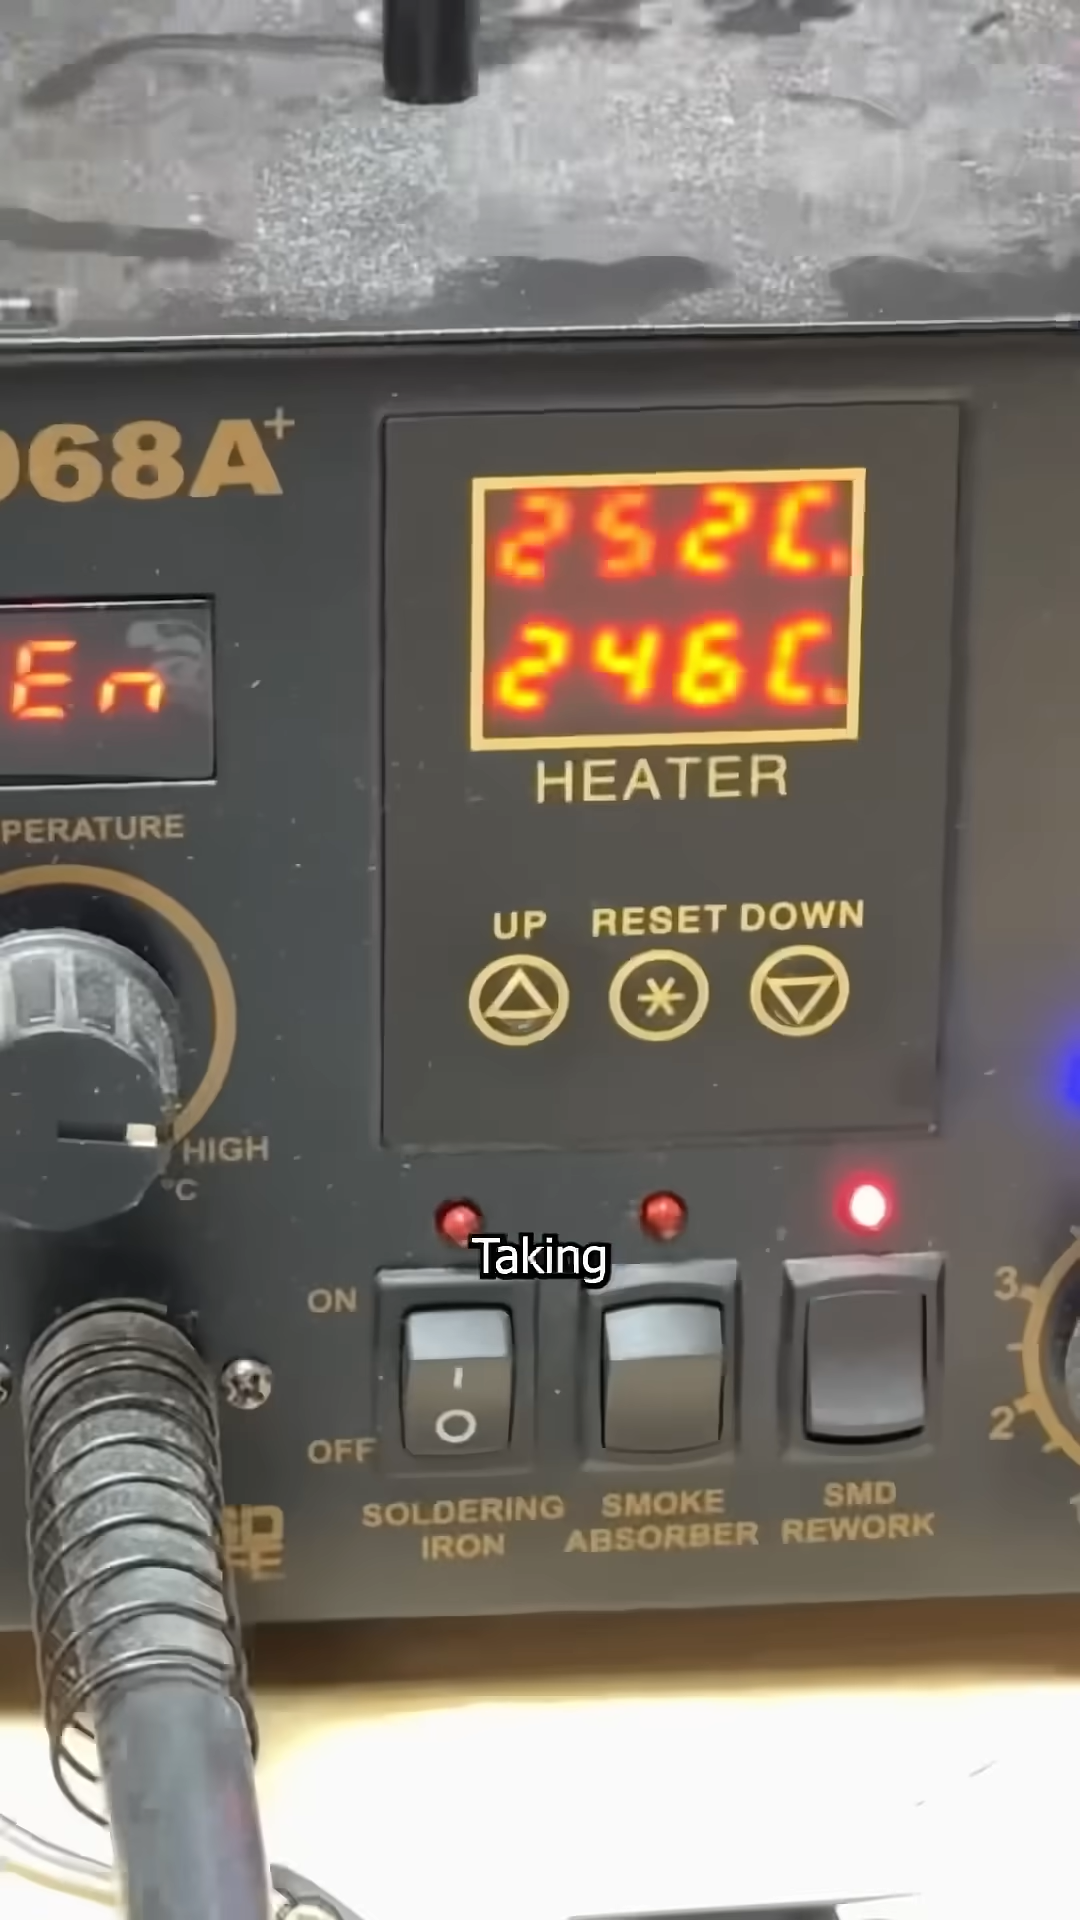 968A+
252C.
246C.
En
HEATER
PERATURE
UP RESET DOWN
HIGH
°C
Taking
ON
OFF
I
O
3
2
SOLDERING
IRON
SMOKE
ABSORBER
SMD
REWORK